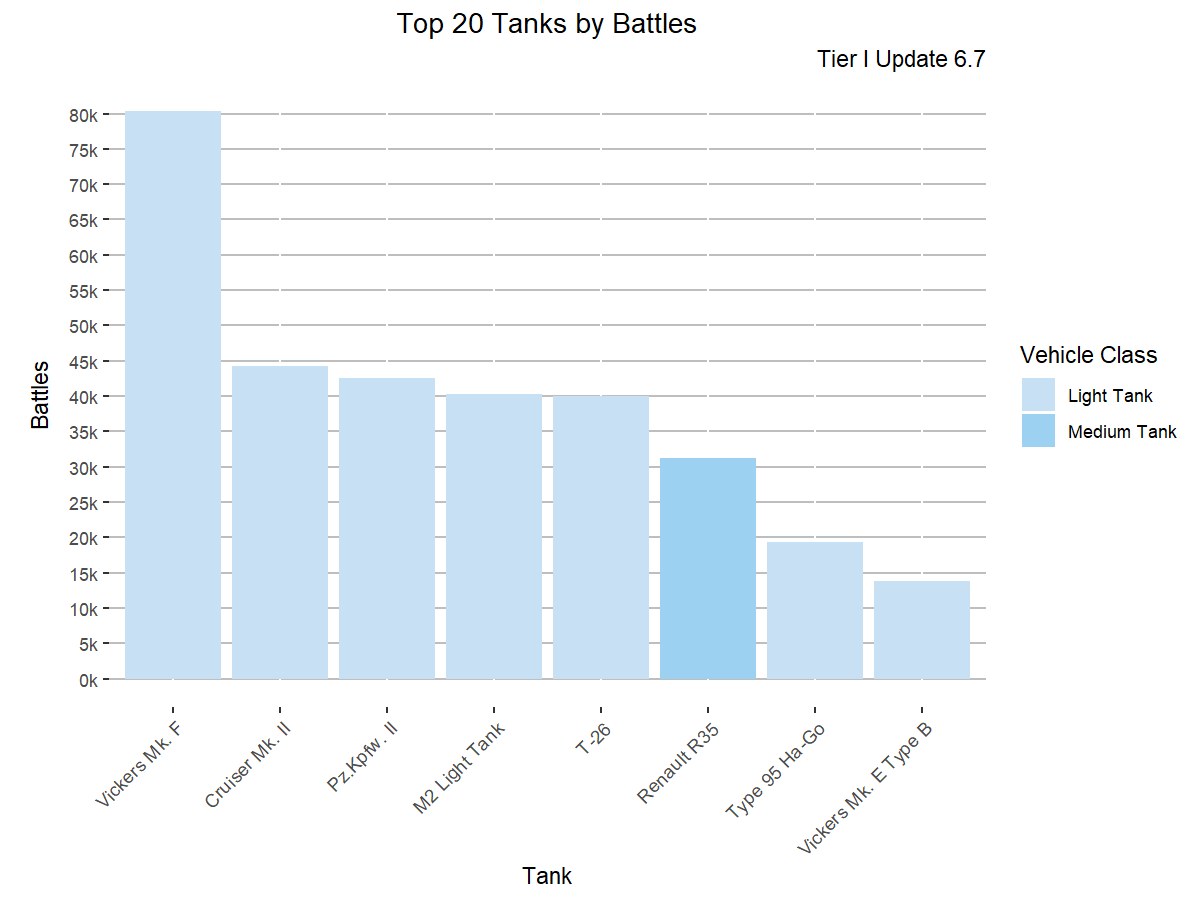 Top 20 Tanks by Battles
Tier I Update 6.7
80k
75k
70k
65k
60k
55k
50k
45k
40k
35k
30k
25k
20k
15k
10k
5k
0k
Battles
Vickers Mk. F
Cruiser Mk. II
Pz.Kpfw. II
M2 Light Tank
T-26
Renault R35
Type 95 Ha-Go
Vickers Mk. E Type B
Tank
Vehicle Class
Light Tank
Medium Tank